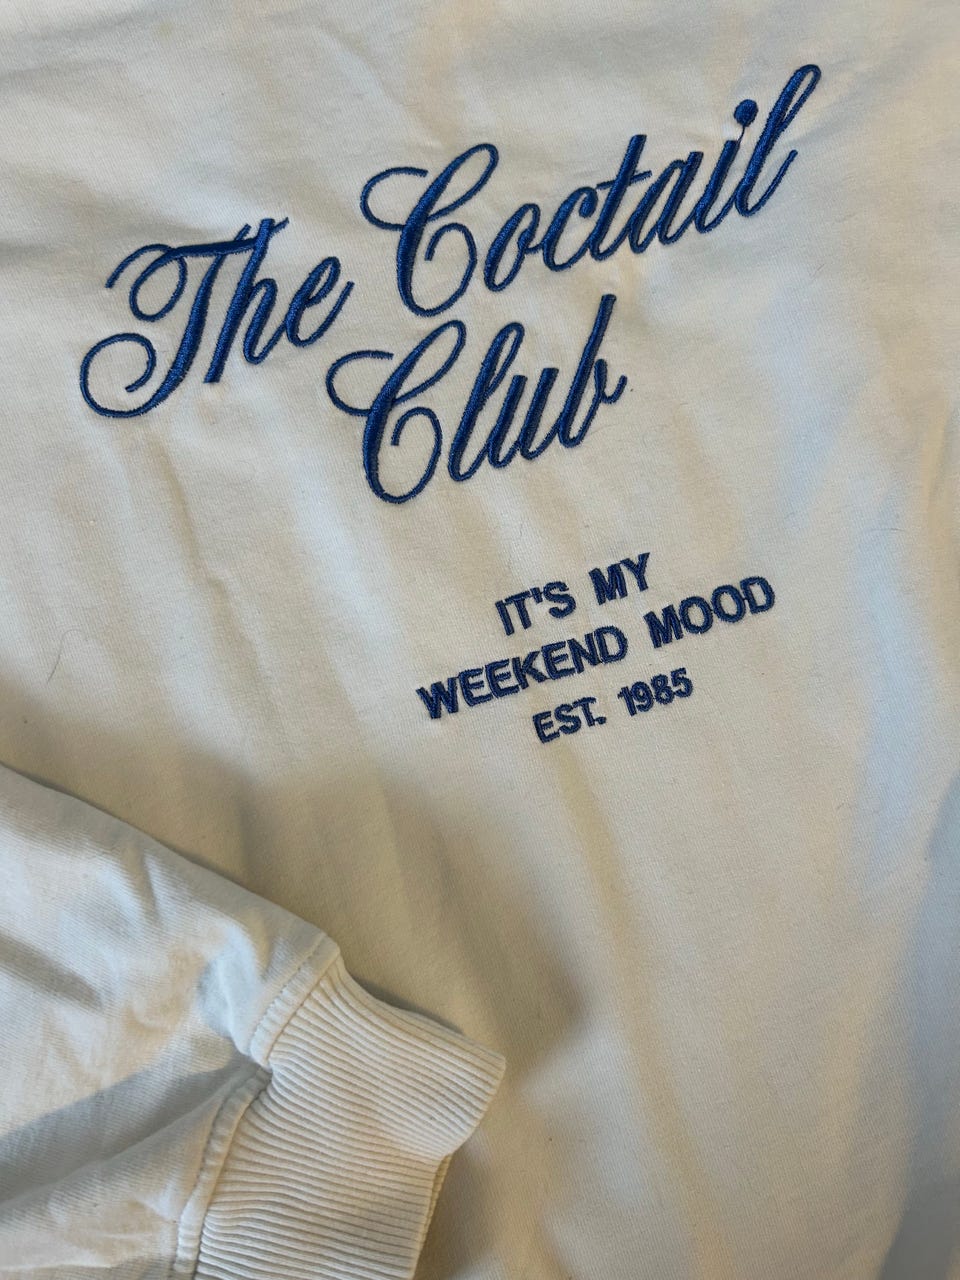 The Coctail
Club
IT'S MY
WEEKEND MOOD
EST. 1985